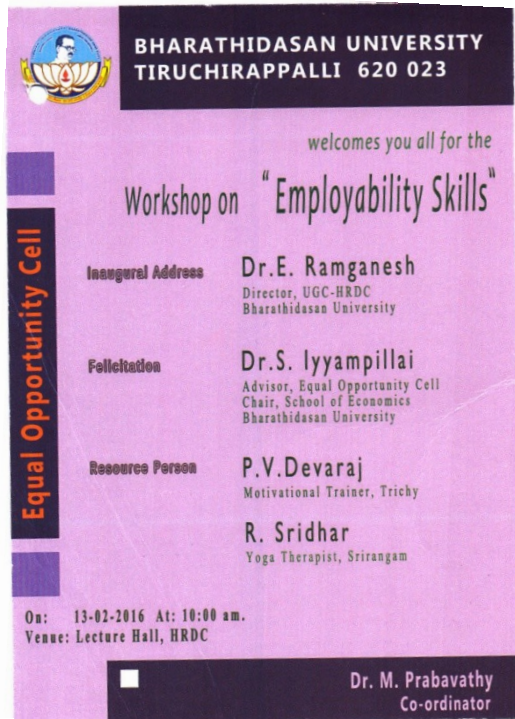 BHARATHIDASAN UNIVERSITY
TIRUCHIRAPPALLI 620 023
welcomes you all for the
Workshop on "Employability Skills"
Equal Opportunity Cell
Inaugural Address
Dr.E. Ramganesh
Director, UGC-HRDC
Bharathidasan University
Felicitation
Dr.S. Iyyampillai
Advisor, Equal Opportunity Cell
Chair, School of Economics
Bharathidasan University
Resource Person
P.V.Devaraj
Motivational Trainer, Trichy
R. Sridhar
Yoga Therapist, Srirangam
On: 13-02-2016 At: 10:00 am.
Venue: Lecture Hall, HRDC
Dr. M. Prabavathy
Co-ordinator